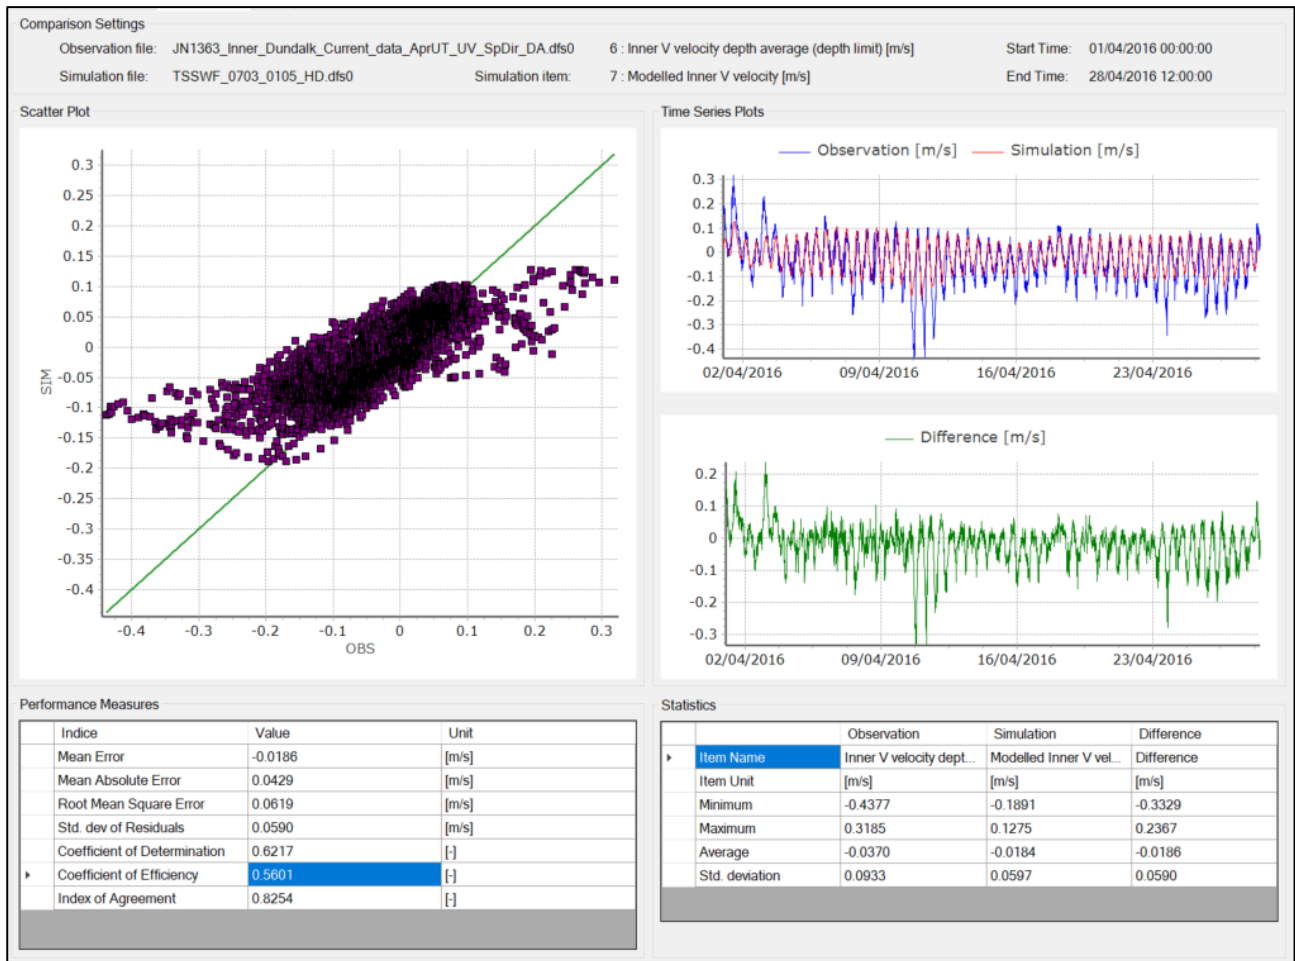 Comparison Settings
Observation file: JN1363_Inner_Dundalk_Current_data_AprUT_UV_SpDir_DA.dfs0 6 : Inner V velocity depth average (depth limit) [m/s] Start Time: 01/04/2016 00:00:00
Simulation file: TSSWF_0703_0105_HD.dfs0 Simulation item: 7 : Modelled Inner V velocity [m/s] End Time: 28/04/2016 12:00:00
Scatter Plot
0.3
0.25
0.2
0.15
0.1
0.05
0
-0.05
-0.1
-0.15
-0.2
-0.25
-0.3
-0.35
-0.4
SIM
-0.4 -0.3 -0.2 -0.1 0 0.1 0.2 0.3
OBS
Time Series Plots
Observation [m/s] Simulation [m/s]
0.3
0.2
0.1
0
-0.1
-0.2
-0.3
-0.4
02/04/2016 09/04/2016 16/04/2016 23/04/2016
Difference [m/s]
0.2
0.1
0
-0.1
-0.2
-0.3
02/04/2016 09/04/2016 16/04/2016 23/04/2016
Performance Measures
Indice Value Unit
Mean Error -0.0186 [m/s]
Mean Absolute Error 0.0429 [m/s]
Root Mean Square Error 0.0619 [m/s]
Std. dev of Residuals 0.0590 [m/s]
Coefficient of Determination 0.6217 [-]
Coefficient of Efficiency 0.5601 [-]
Index of Agreement 0.8254 [-]
Statistics
Observation Simulation Difference
Item Name Inner V velocity dept... Modelled Inner V vel... Difference
Item Unit [m/s] [m/s] [m/s]
Minimum -0.4377 -0.1891 -0.3329
Maximum 0.3185 0.1275 0.2367
Average -0.0370 -0.0184 -0.0186
Std. deviation 0.0933 0.0597 0.0590